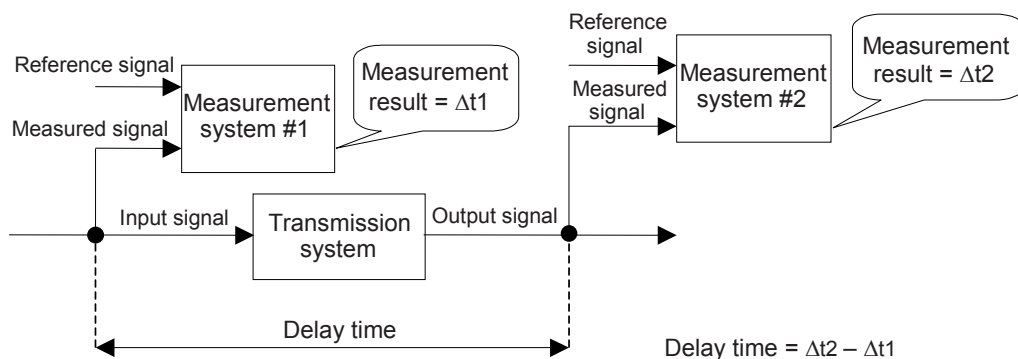 Reference signal
Measured signal
Measurement
system #1
Measurement
result = Δt1
Reference
signal
Measured
signal
Measurement
system #2
Measurement
result = Δt2
Input signal
Transmission
system
Output signal
Delay time
Delay time = Δt2 – Δt1